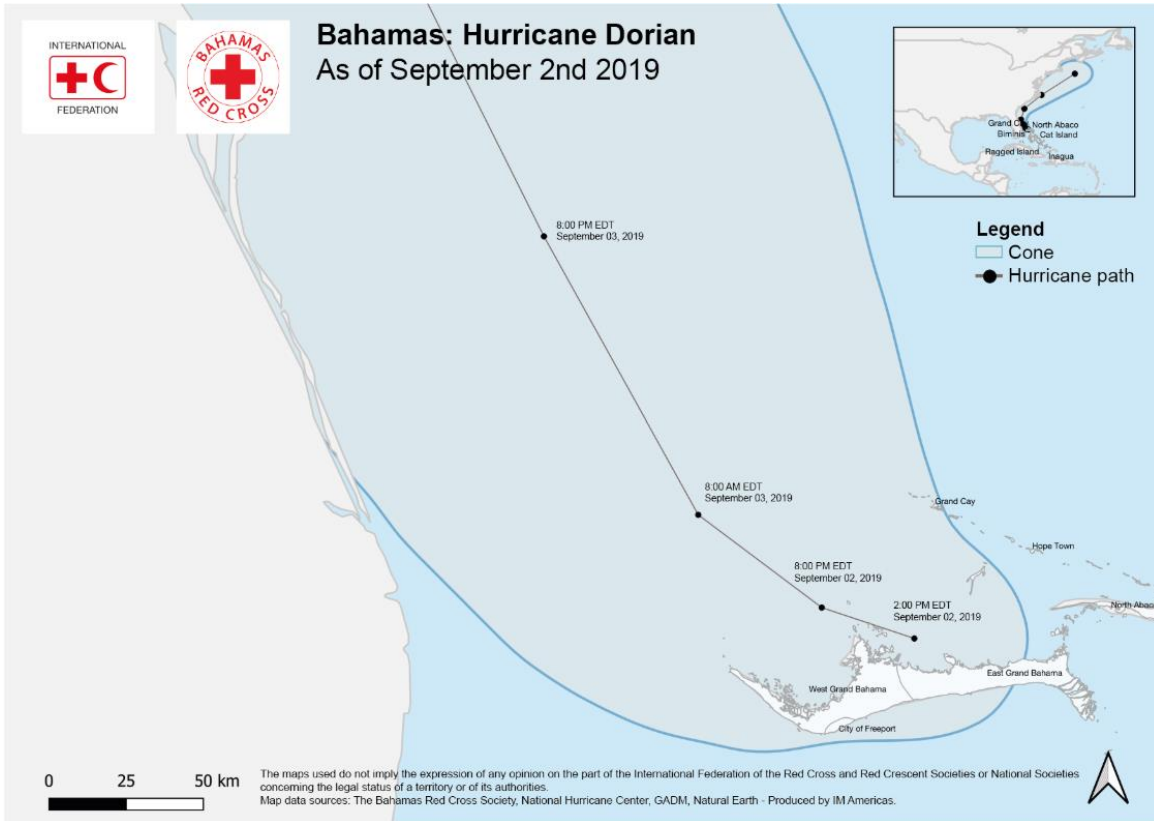 INTERNATIONAL
FEDERATION
BAHAMAS
RED CROSS
Bahamas: Hurricane Dorian
As of September 2nd 2019
Grand Cay
North Abaco
Biminis
Cat Island
Ragged Island
Inagua
Legend
Cone
Hurricane path
8:00 PM EDT
September 03, 2019
8:00 AM EDT
September 03, 2019
Grand Cay
Hope Town
8:00 PM EDT
September 02, 2019
2:00 PM EDT
September 02, 2019
North Abaco
East Grand Bahama
West Grand Bahama
City of Freeport
0 25 50 km
The maps used do not imply the expression of any opinion on the part of the International Federation of the Red Cross and Red Crescent Societies or National Societies
concerning the legal status of a territory or of its authorities.
Map data sources: The Bahamas Red Cross Society, National Hurricane Center, GADM, Natural Earth - Produced by IM Americas.